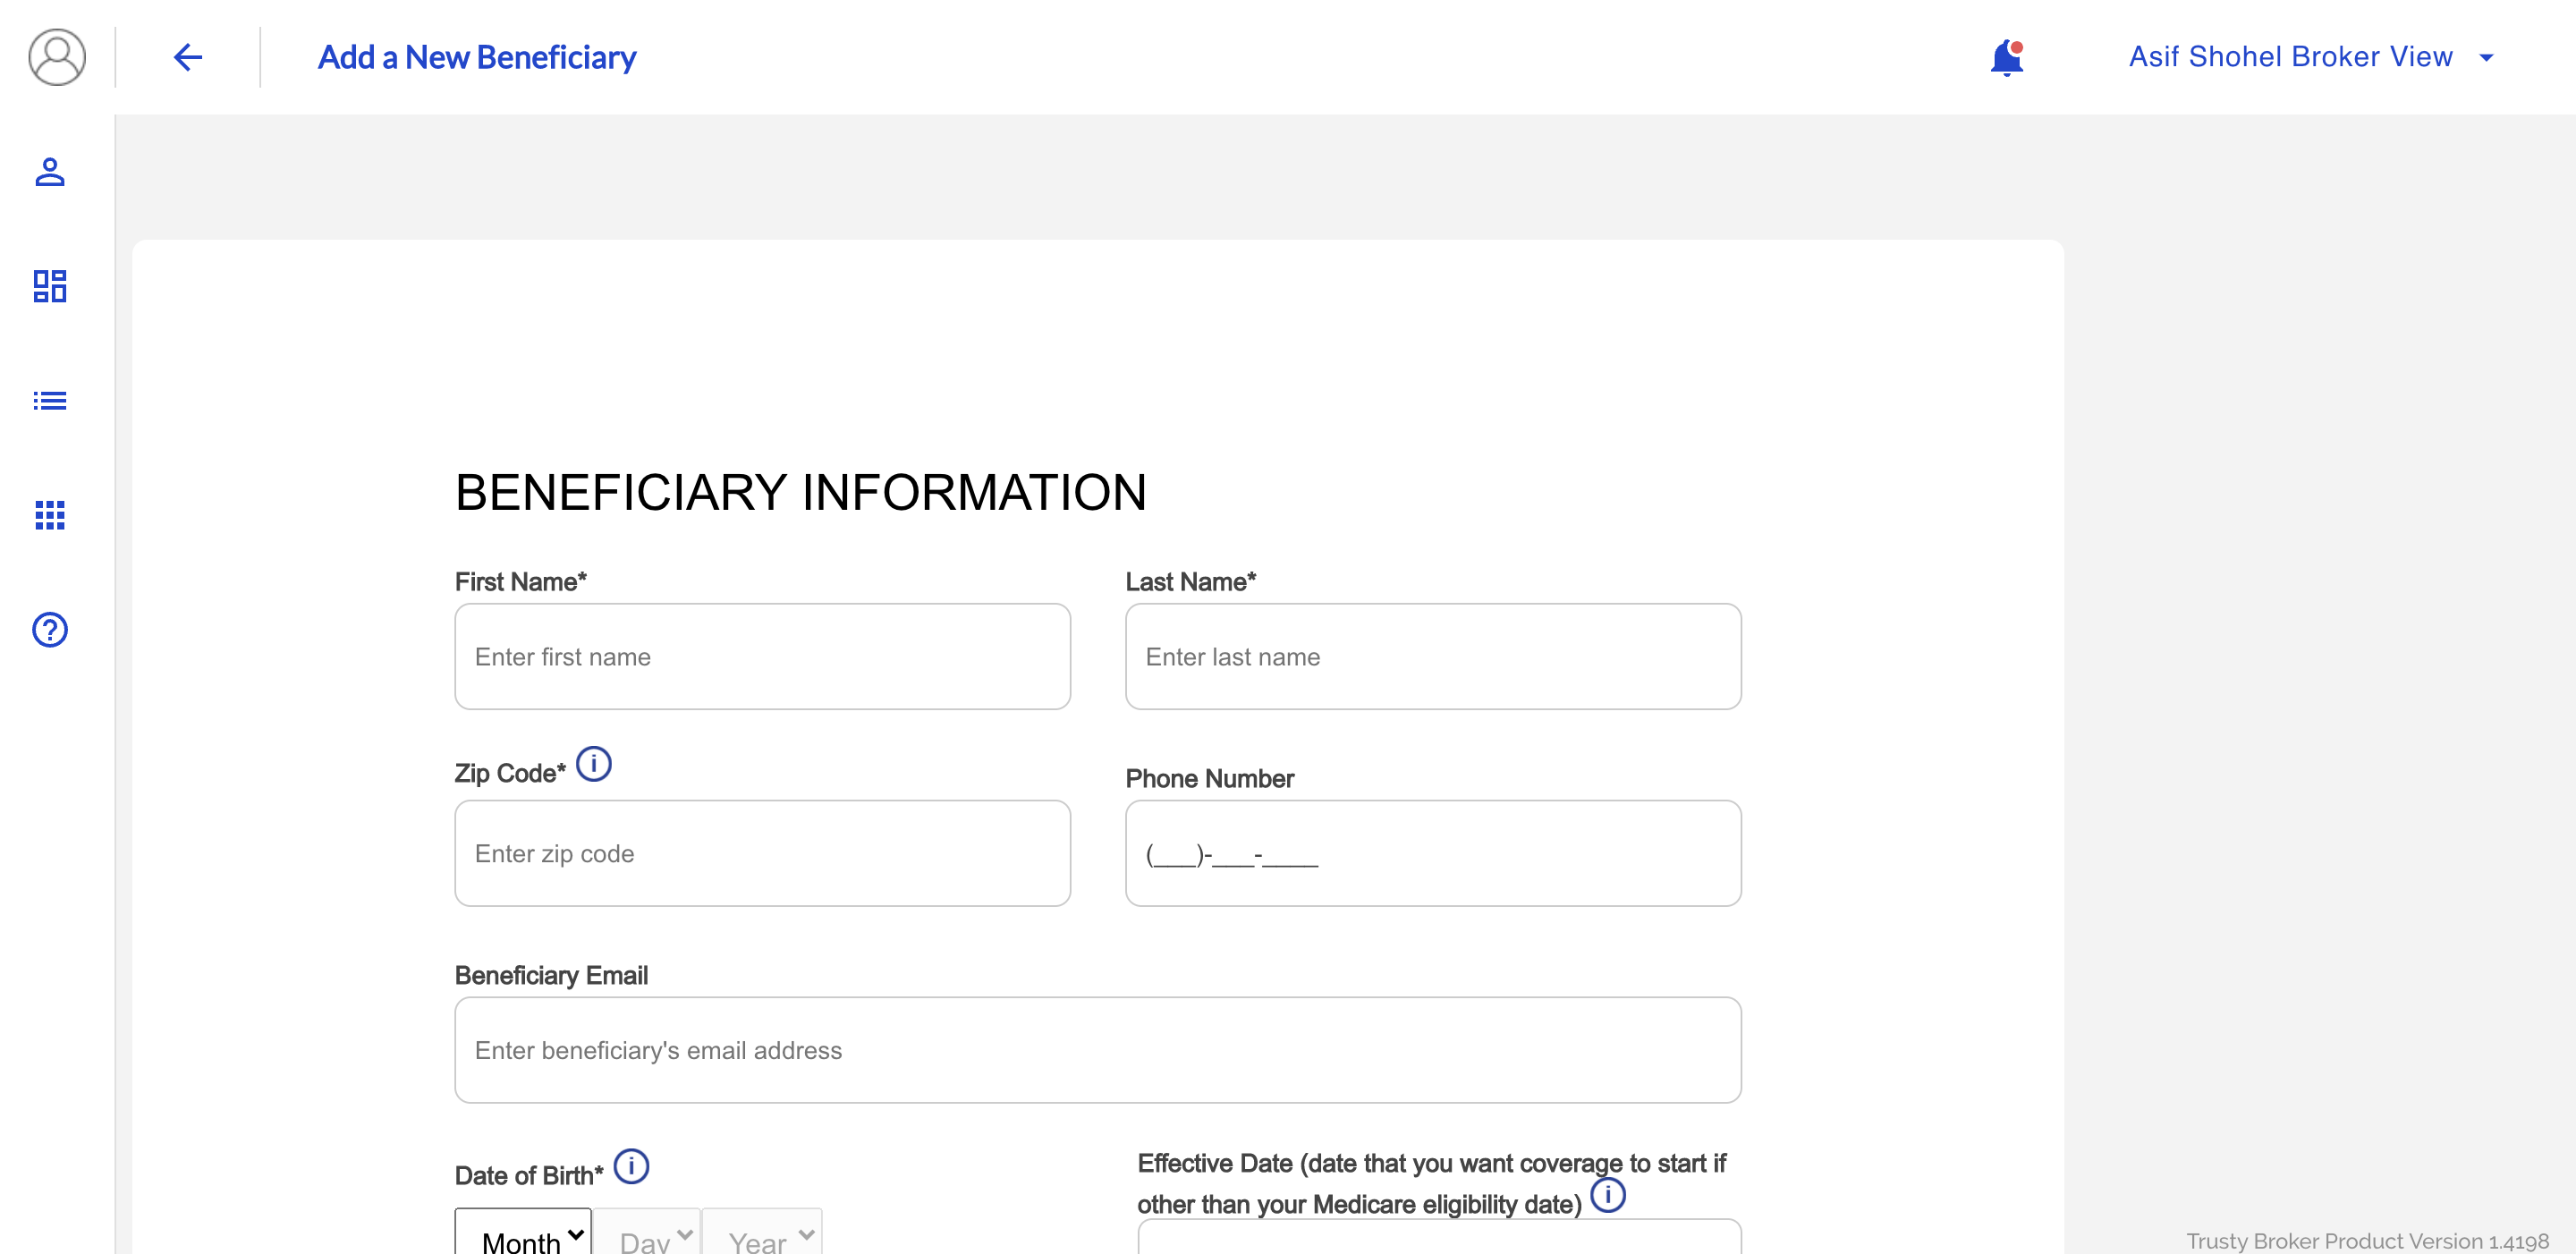 Add a New Beneficiary
Asif Shohel Broker View
BENEFICIARY INFORMATION
First Name*
Last Name*
Enter first name
Enter last name
Zip Code*
Phone Number
Enter zip code
(___)-___-____
Beneficiary Email
Enter beneficiary's email address
Date of Birth*
Effective Date (date that you want coverage to start if
other than your Medicare eligibility date)
Month
Day
Year
Trusty Broker Product Version 1.4198